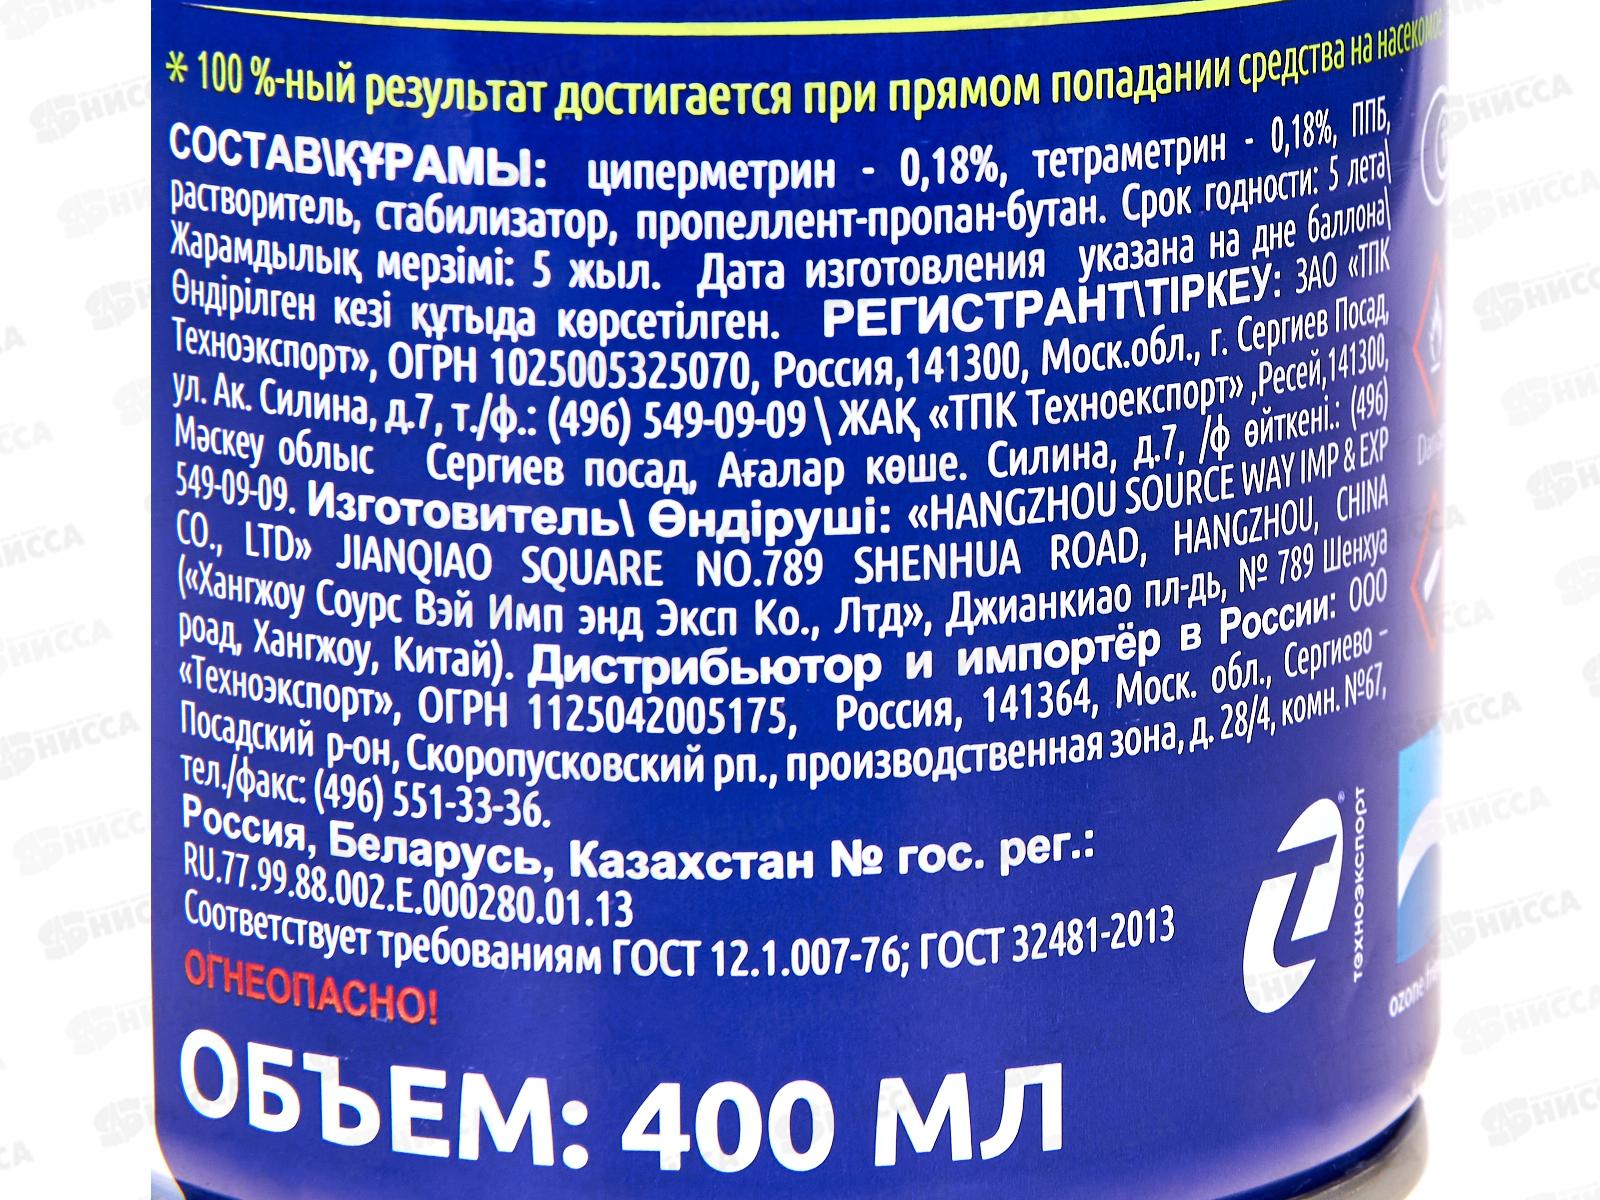 * 100 %-ный результат достигается при прямом попадании средства на насекомое
СОСТАВ\ҚҰРАМЫ: циперметрин - 0,18%, тетраметрин - 0,18%, ППБ,
растворитель, стабилизатор, пропеллент-пропан-бутан. Срок годности: 5 лета\
Жарамдылық мерзімі: 5 жыл. Дата изготовления указана на дне баллона\
Өндірілген кезі құтыда көрсетілген. РЕГИСТРАНТ\ТІРКЕУ: ЗАО «ТПК
Техноэкспорт», ОГРН 1025005325070, Россия,141300, Моск.обл., г. Сергиев Посад,
ул. Ак. Силина, д.7, т./ф.: (496) 549-09-09 \ ЖАҚ «ТПК Техноекспорт» ,Ресей,141300,
Мәскеу облыс Сергиев посад, Ағалар көше. Силина, д.7, /ф өйткені.: (496)
549-09-09. Изготовитель\ Өндіруші: «HANGZHOU SOURCE WAY IMP & EXP
CO., LTD» JIANQIAO SQUARE NO.789 SHENHUA ROAD, HANGZHOU, CHINA
(«Хангжоу Соурс Вэй Имп энд Эксп Ко., Лтд», Джианкиао пл-дь, № 789 Шенхуа
роад, Хангжоу, Китай). Дистрибьютор и импортёр в России: ООО
«Техноэкспорт», ОГРН 1125042005175, Россия, 141364, Моск. обл., Сергиево –
Посадский р-он, Скоропусковский рп., производственная зона, д. 28/4, комн. №67,
тел./факс: (496) 551-33-36.
Россия, Беларусь, Казахстан № гос. рег.:
RU.77.99.88.002.Е.000280.01.13
Соответствует требованиям ГОСТ 12.1.007-76; ГОСТ 32481-2013
ОГНЕОПАСНО!
ОБЪЕМ: 400 МЛ
техноэкспорт
ozone
НИССА